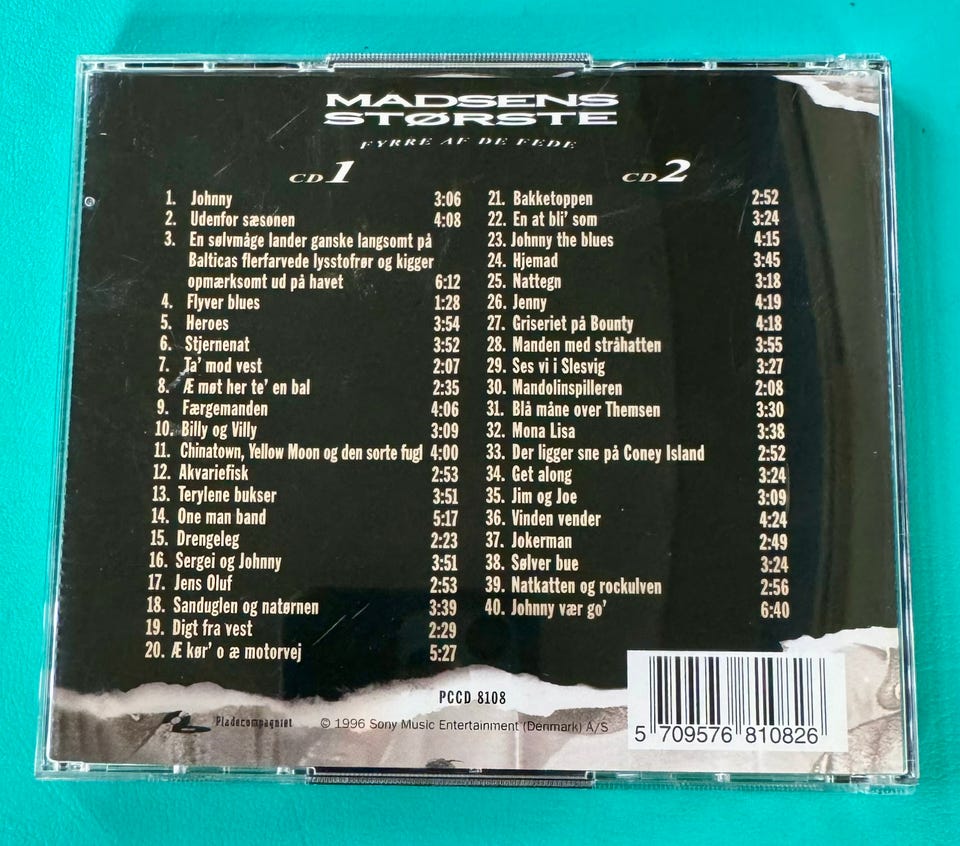 MADSENS
STØRSTE
FYRRE AF DE FEDE
CD 1
1. Johnny 3:06
2. Udenfor sæsonen 4:08
3. En sølvmåge lander ganske langsomt på
Balticas flerfarvede lysstofrør og kigger
opmærksomt ud på havet 6:12
4. Flyver blues 1:28
5. Heroes 3:54
6. Stjernenat 3:52
7. Ta' mod vest 2:07
8. Æ møt her te' en bal 2:35
9. Færgemanden 4:06
10. Billy og Villy 3:09
11. Chinatown, Yellow Moon og den sorte fugl 4:00
12. Akvariefisk 2:53
13. Terylene bukser 3:51
14. One man band 5:17
15. Drengeleg 2:23
16. Sergei og Johnny 3:51
17. Jens Oluf 2:53
18. Sanduglen og natørnen 3:39
19. Digt fra vest 2:29
20. Æ kør' o æ motorvej 5:27
CD 2
21. Bakketoppen 2:52
22. En at bli' som 3:24
23. Johnny the blues 4:15
24. Hjemad 3:45
25. Nattegn 3:18
26. Jenny 4:19
27. Griseriet på Bounty 4:18
28. Manden med stråhatten 3:55
29. Ses vi i Slesvig 3:27
30. Mandolinspilleren 2:08
31. Blå måne over Themsen 3:30
32. Mona Lisa 3:38
33. Der ligger sne på Coney Island 2:52
34. Get along 3:24
35. Jim og Joe 3:09
36. Vinden vender 4:24
37. Jokerman 2:49
38. Sølver bue 3:24
39. Natkatten og rockulven 2:56
40. Johnny vær go' 6:40
PCCD 8108
Pladecompagniet
© 1996 Sony Music Entertainment (Denmark) A/S
5 709576 810826